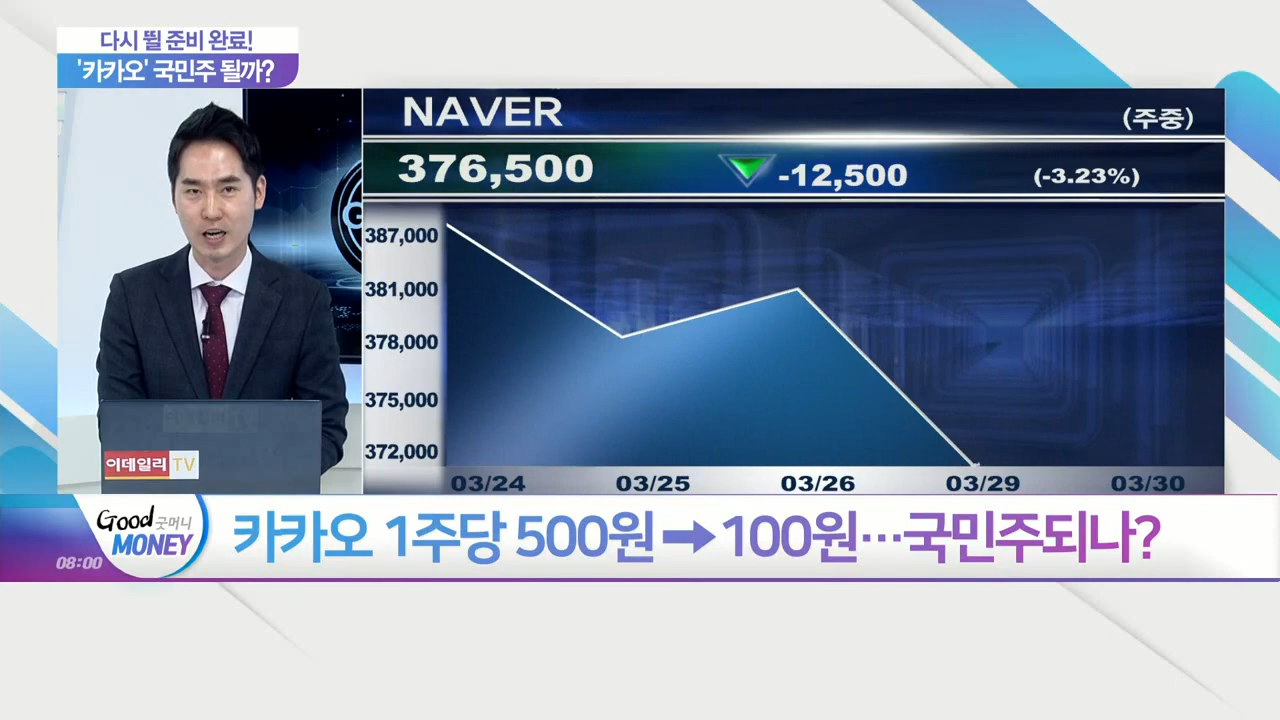 다시 뛸 준비 완료!
'카카오' 국민주 될까?
NAVER
(주중)
376,500
-12,500
(-3.23%)
387,000
381,000
378,000
375,000
372,000
03/24
03/25
03/26
03/29
03/30
이데일리 TV
Good 굿머니
MONEY
08:00
카카오 1주당 500원➡100원…국민주되나?